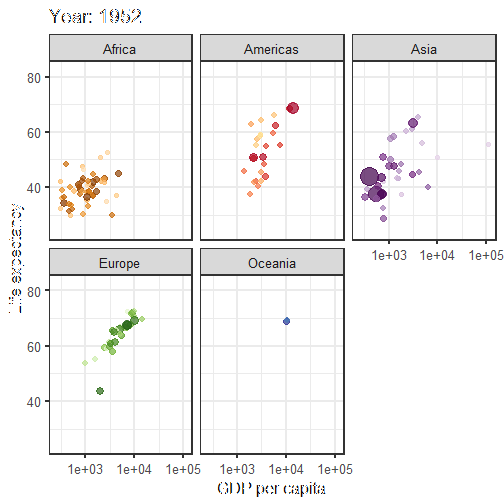 Year: 1952
Africa Americas Asia
80
60
40
1e+03 1e+04 1e+05
Life expectancy
Europe Oceania
80
60
40
1e+03 1e+04 1e+05 1e+03 1e+04 1e+05
GDP per capita